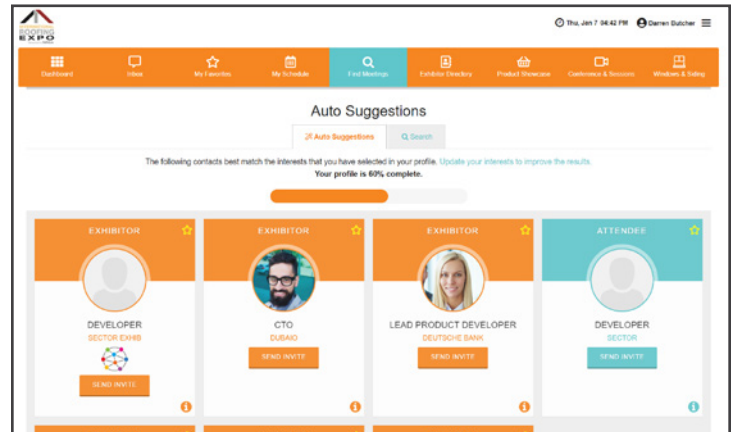 INTERNATIONAL
ROOFING
EXPO
Thu, Jan 7 04:42 PM
Darren Dutcher
Dashboard
Inbox
My Favorites
My Schedule
Find Meetings
Exhibitor Directory
Product Showcase
Conference & Sessions
Windows & Siding
Auto Suggestions
Auto Suggestions
Search
The following contacts best match the interests that you have selected in your profile. Update your interests to improve the results.
Your profile is 60% complete.
EXHIBITOR
DEVELOPER
SECTOR EXHIB
SEND INVITE
EXHIBITOR
CTO
DUBAIO
SEND INVITE
EXHIBITOR
LEAD PRODUCT DEVELOPER
DEUTSCHE BANK
SEND INVITE
ATTENDEE
DEVELOPER
SECTOR
SEND INVITE